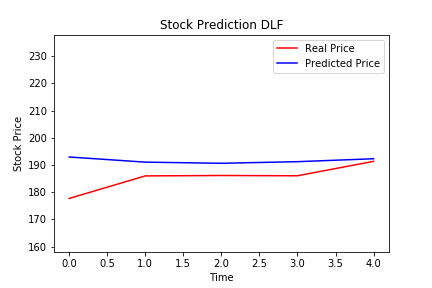 Stock Prediction DLF
Real Price
Predicted Price
Stock Price
230
220
210
200
190
180
170
160
0.0 0.5 1.0 1.5 2.0 2.5 3.0 3.5 4.0
Time